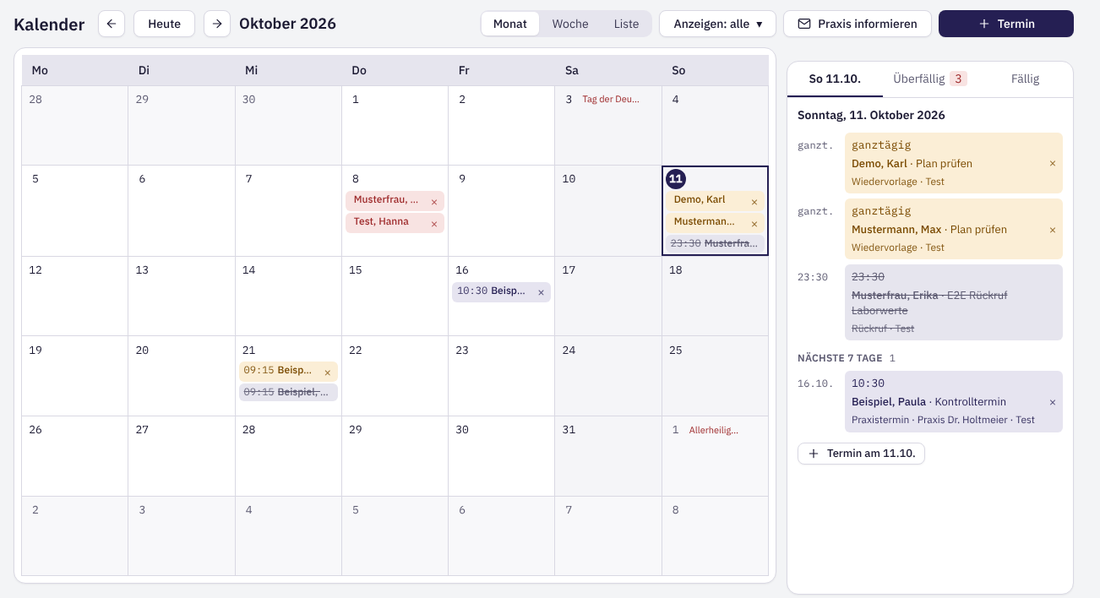 Kalender
Heute
Oktober 2026
Monat Woche Liste
Anzeigen: alle ▾
Praxis informieren
+ Termin
Mo Di Mi Do Fr Sa So
28 29 30 1 2 3 Tag der Deu... 4
5 6 7 8 9 10 11
Musterfrau, ... ×
Test, Hanna ×
Demo, Karl ×
Musterman... ×
23:30 Musterfra...
12 13 14 15 16 17 18
10:30 Beisp... ×
19 20 21 22 23 24 25
09:15 Beisp... ×
09:15 Beispiel,...
26 27 28 29 30 31 1 Allerheilig...
2 3 4 5 6 7 8
So 11.10. Überfällig 3 Fällig
Sonntag, 11. Oktober 2026
ganzt. ganztägig
Demo, Karl · Plan prüfen ×
Wiedervorlage · Test
ganzt. ganztägig
Mustermann, Max · Plan prüfen ×
Wiedervorlage · Test
23:30 23:30
Musterfrau, Erika · E2E Rückruf
Laborwerte
Rückruf · Test
NÄCHSTE 7 TAGE 1
16.10. 10:30
Beispiel, Paula · Kontrolltermin ×
Praxistermin · Praxis Dr. Holtmeier · Test
+ Termin am 11.10.